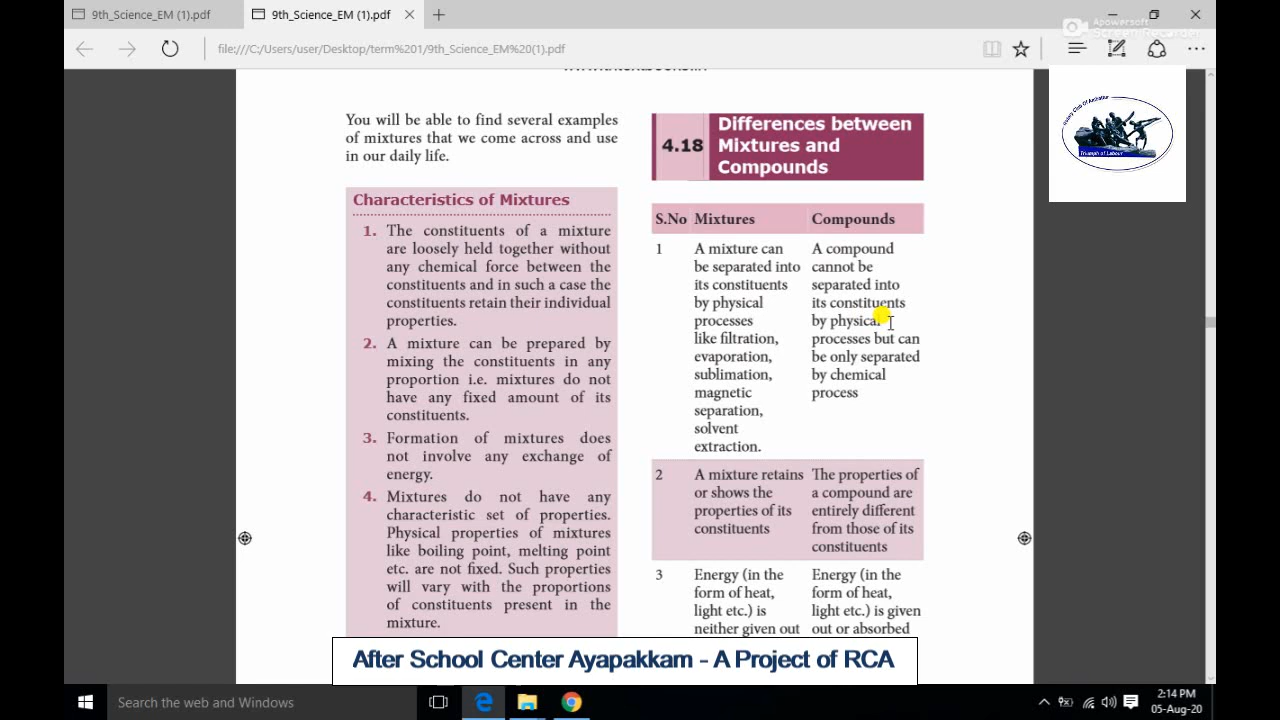 9th_Science_EM (1).pdf
9th_Science_EM (1).pdf
Apowersoft
Screen Recorder
file:///C:/Users/user/Desktop/term%201/9th_Science_EM%20(1).pdf
You will be able to find several examples
of mixtures that we come across and use
in our daily life.
Characteristics of Mixtures
1. The constituents of a mixture
are loosely held together without
any chemical force between the
constituents and in such a case the
constituents retain their individual
properties.
2. A mixture can be prepared by
mixing the constituents in any
proportion i.e. mixtures do not
have any fixed amount of its
constituents.
3. Formation of mixtures does
not involve any exchange of
energy.
4. Mixtures do not have any
characteristic set of properties.
Physical properties of mixtures
like boiling point, melting point
etc. are not fixed. Such properties
will vary with the proportions
of constituents present in the
mixture.
4.18
Differences between
Mixtures and
Compounds
S.No Mixtures Compounds
1 A mixture can A compound
be separated into cannot be
its constituents separated into
by physical its constituents
processes by physical
like filtration, processes but can
evaporation, be only separated
sublimation, by chemical
magnetic process
separation,
solvent
extraction.
2 A mixture retains The properties of
or shows the a compound are
properties of its entirely different
constituents from those of its
constituents
3 Energy (in the Energy (in the
form of heat, form of heat,
light etc.) is light etc.) is given
neither given out out or absorbed
Triumph of Labour
After School Center Ayapakkam - A Project of RCA
Search the web and Windows
2:14 PM
05-Aug-20